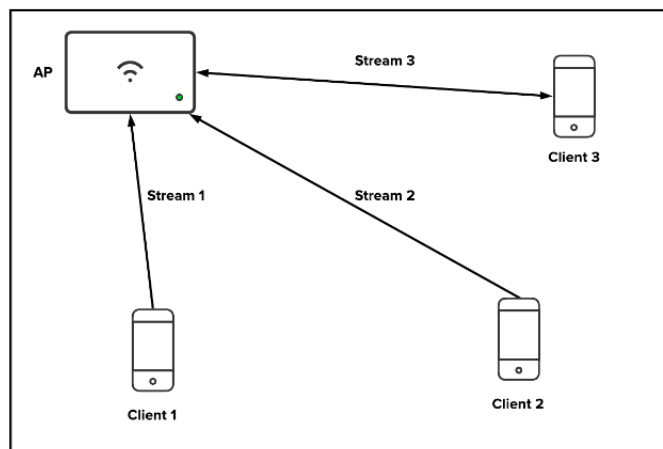 AP
Stream 3
Client 3
Stream 1
Stream 2
Client 1
Client 2